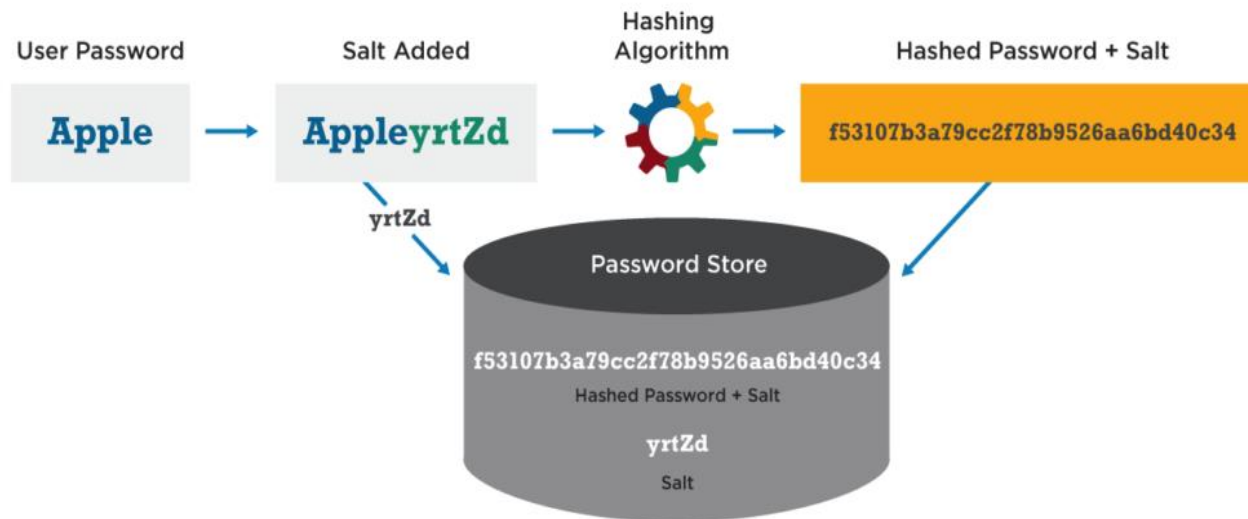 User Password
Salt Added
Hashing
Algorithm
Hashed Password + Salt
Apple
AppleyrtZd
f53107b3a79cc2f78b9526aa6bd40c34
yrtZd
Password Store
f53107b3a79cc2f78b9526aa6bd40c34
Hashed Password + Salt
yrtZd
Salt